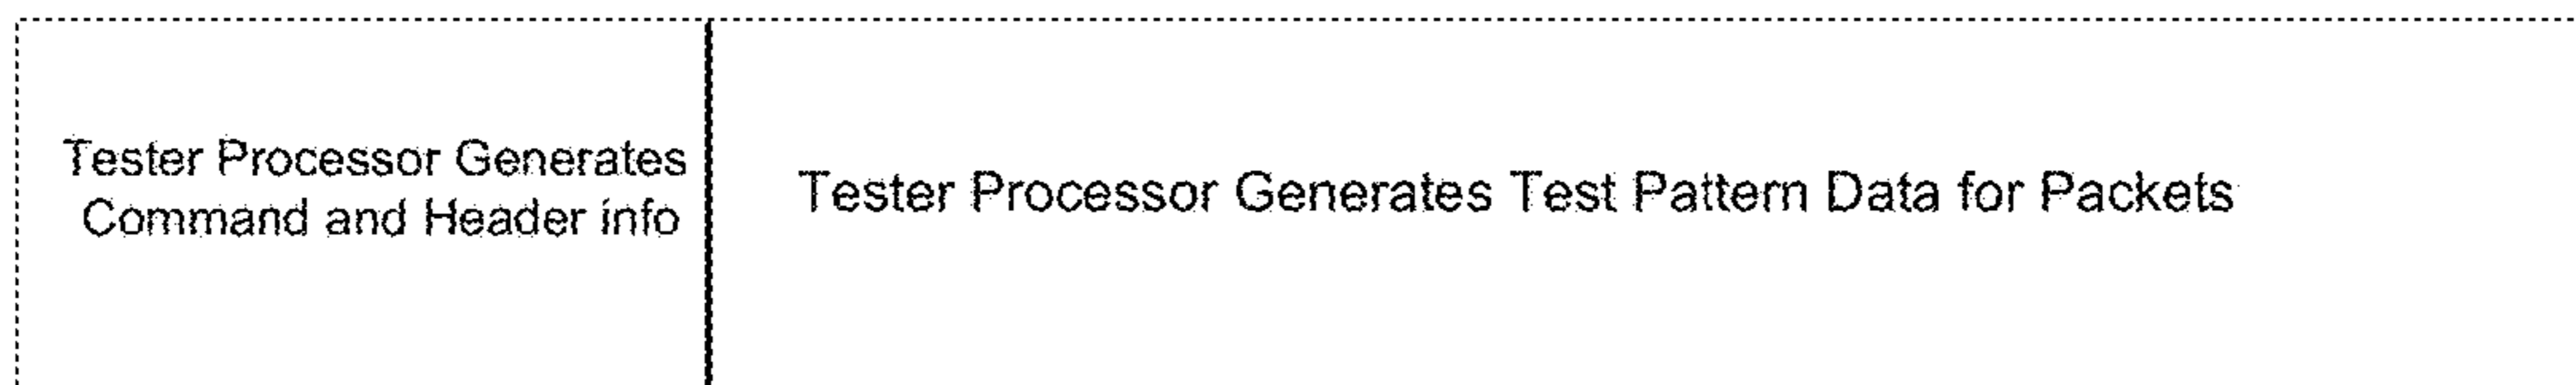 Tester Processor Generates
Command and Header info
Tester Processor Generates Test Pattern Data for Packets